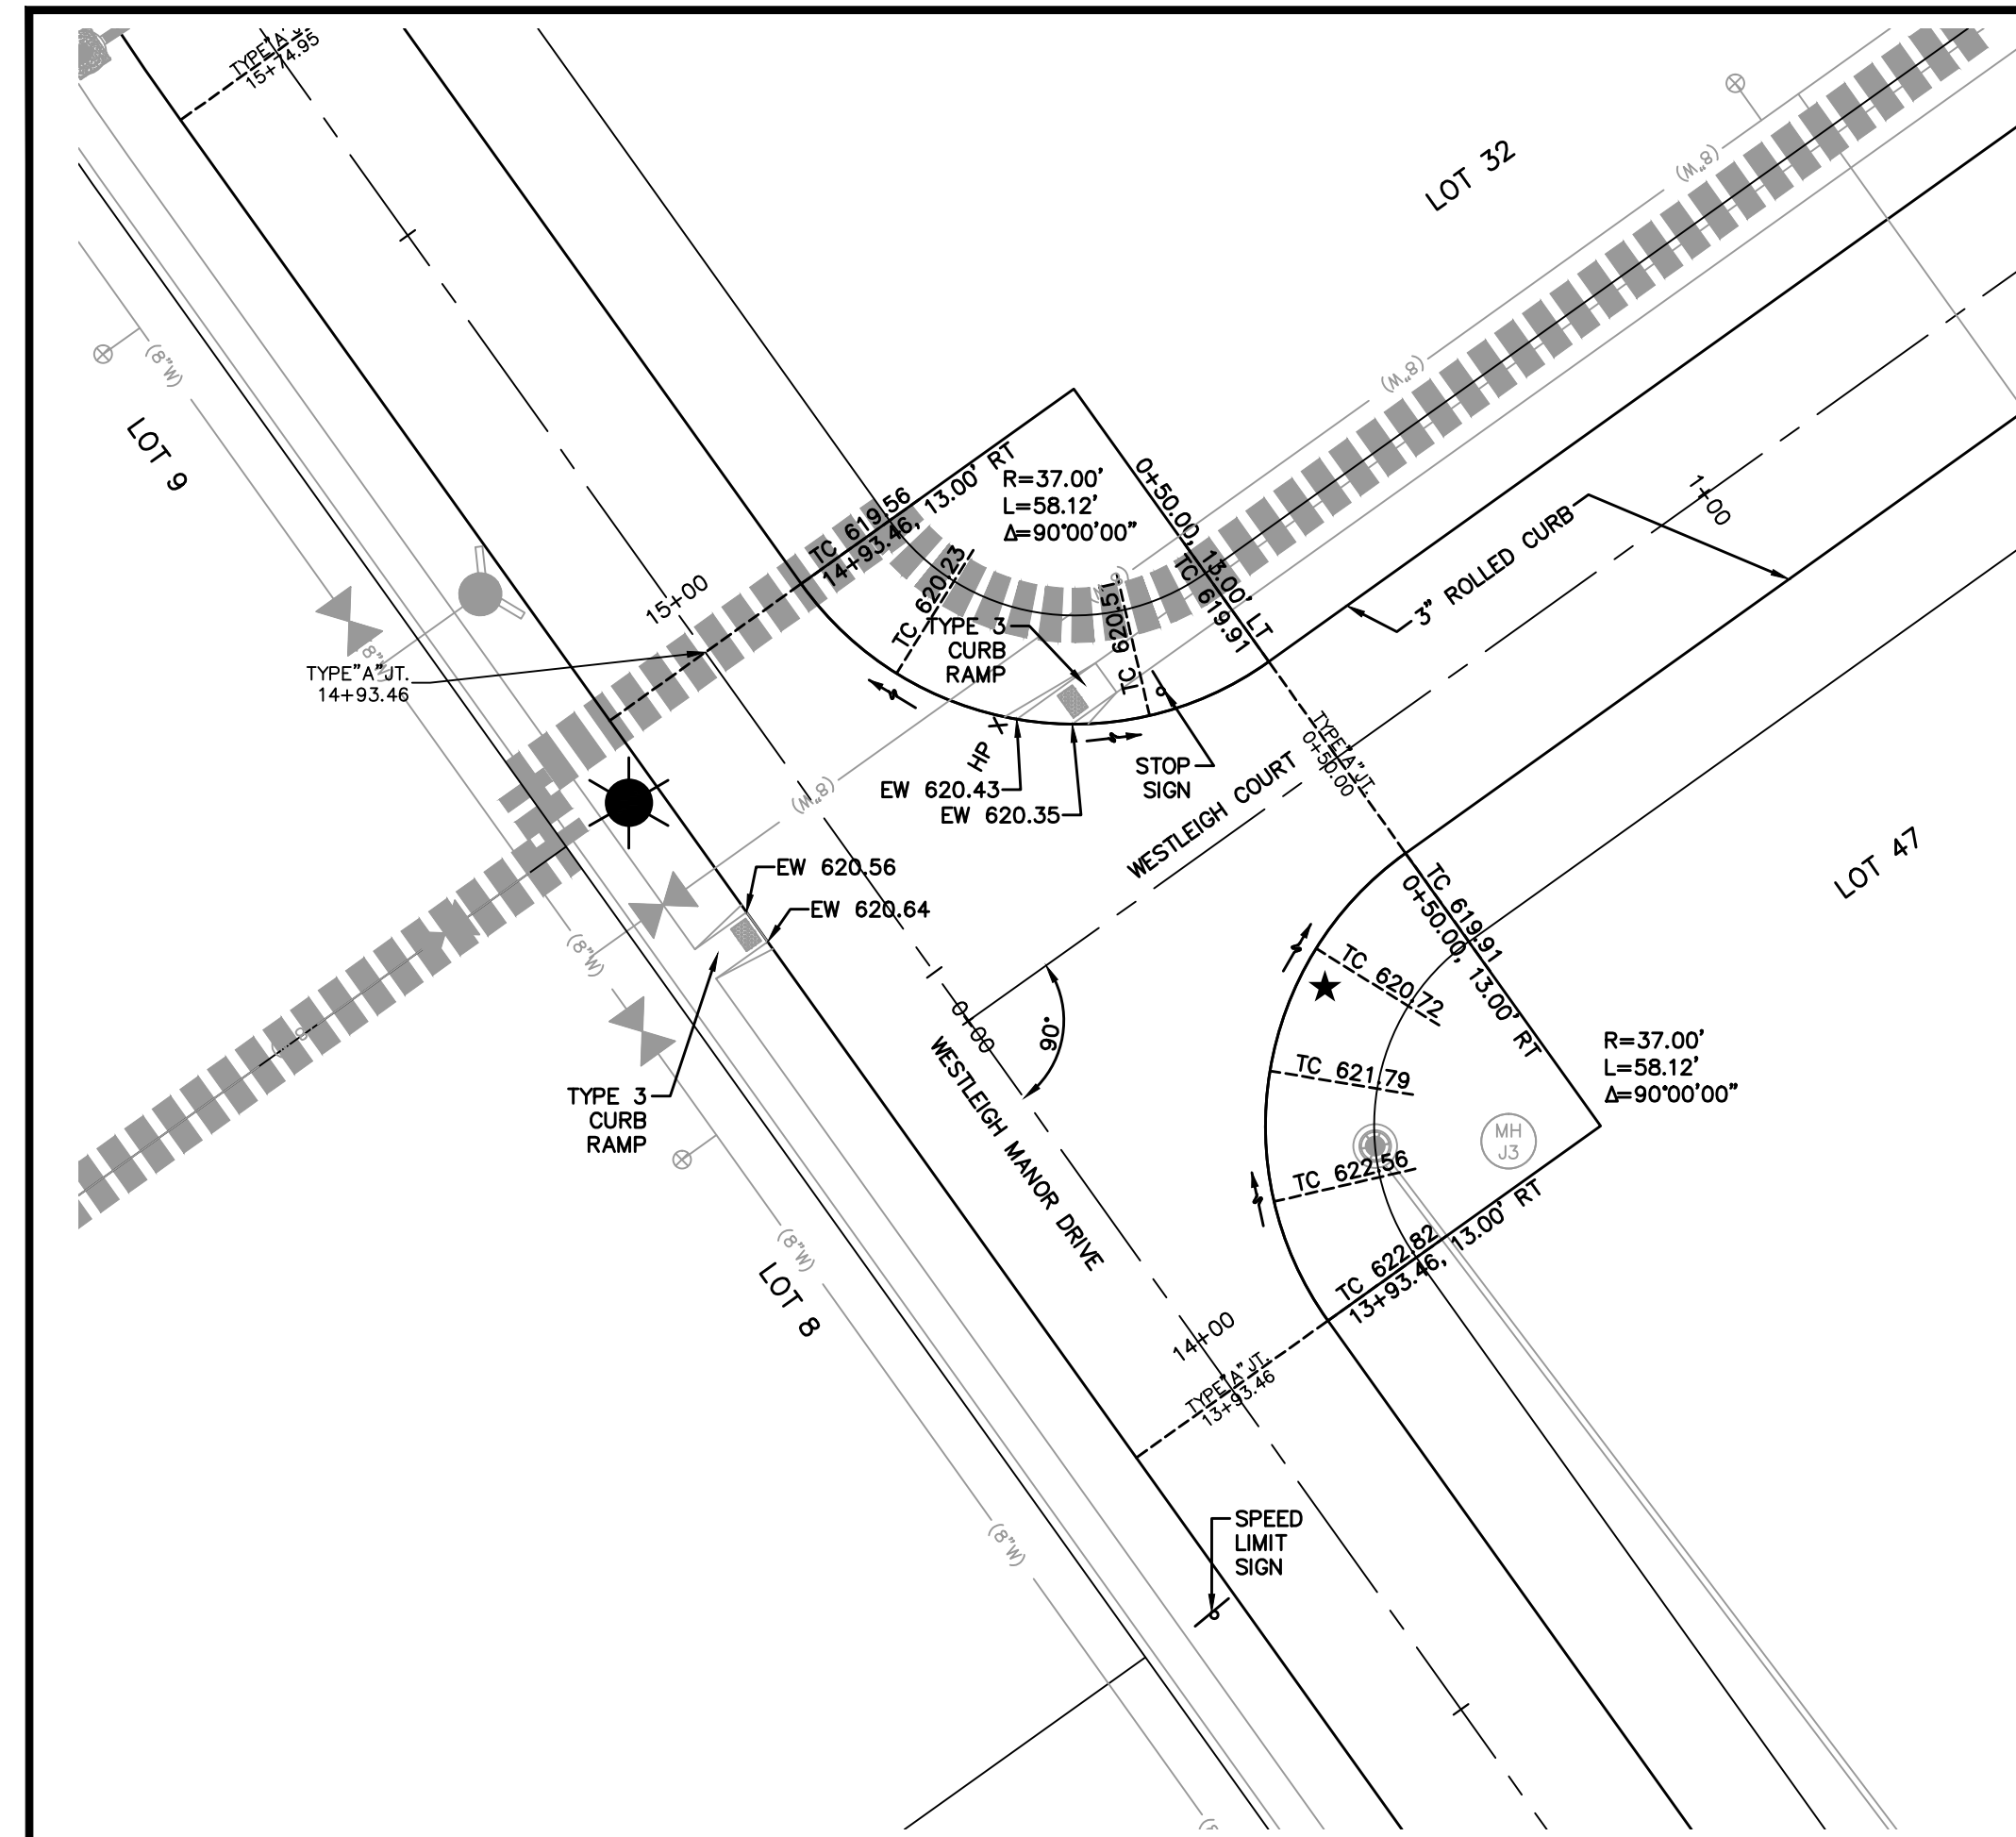 TYPE"A"J
15+74.95
LOT 32
(8"W)
(8"W)
(8"W)
LOT 9
1+00
3" ROLLED CURB
R=37.00'
L=58.12'
Δ=90°00'00"
0+50.00, 13.00' LT
TC 619.91
TC 619.56
14+93.46, 13.00' RT
TC 620.23
TC 620.51
15+00
TYPE 3
CURB
RAMP
TYPE"A"JT.
14+93.46
HP X
EW 620.43
EW 620.35
STOP
SIGN
TYPE"A"JT.
0+50.00
WESTLEIGH COURT
(8"W)
EW 620.56
EW 620.64
(8"W)
LOT 47
TC 619.91
0+50.00, 13.00' RT
TC 620.72
0+00
90°
TC 621.79
R=37.00'
L=58.12'
Δ=90°00'00"
MH
J3
TYPE 3
CURB
RAMP
WESTLEIGH MANOR DRIVE
TC 622.56
TC 622.82
13+93.46, 13.00' RT
(8"W)
LOT 8
14+00
TYPE"A"JT.
13+93.46
SPEED
LIMIT
SIGN
(8"W)